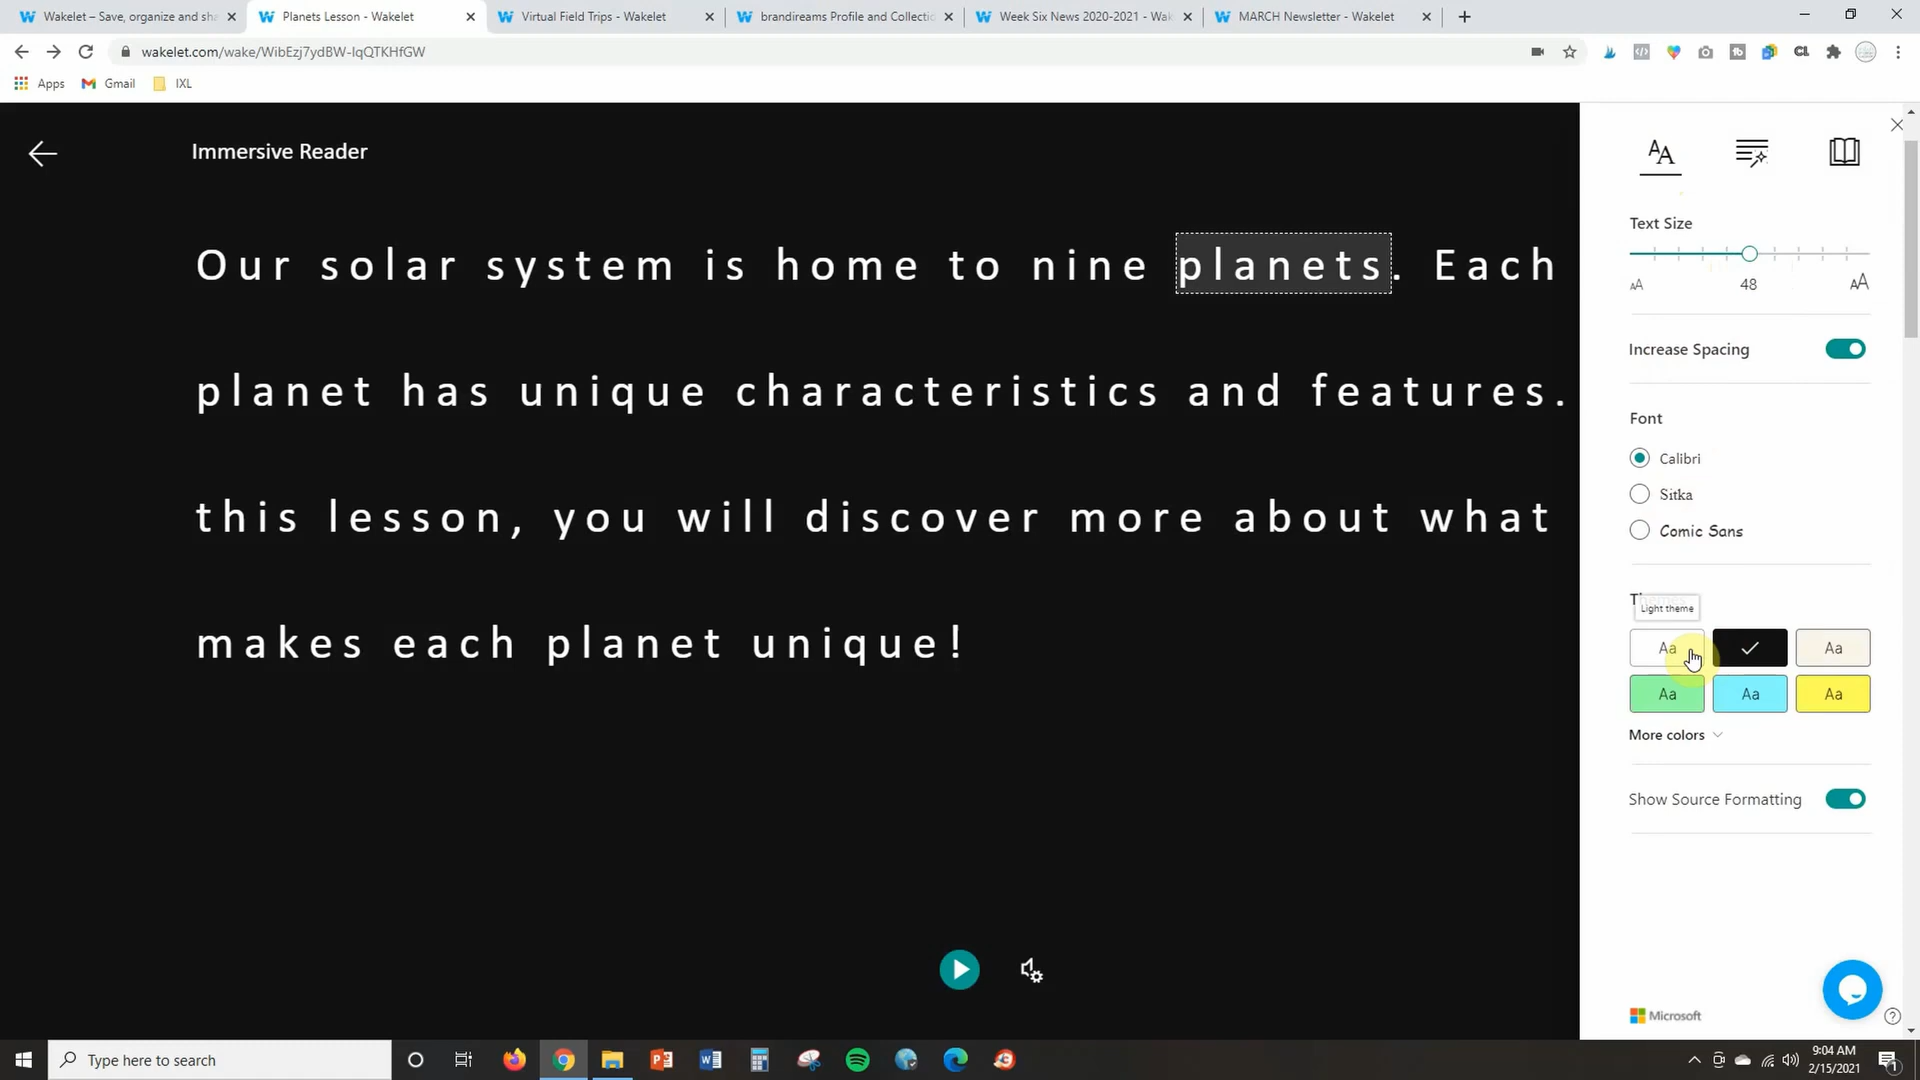 Wakelet – Save, organize and sha
Planets Lesson - Wakelet
Virtual Field Trips - Wakelet
brandireams Profile and Collectio
Week Six News 2020-2021 - Wak
MARCH Newsletter - Wakelet
wakelet.com/wake/WibEzj7ydBW-IqQTKHfGW
Apps
Gmail
IXL
Immersive Reader
Our solar system is home to nine planets. Each
planet has unique characteristics and features.
this lesson, you will discover more about what
makes each planet unique!
Text Size
AA
48
AA
Increase Spacing
Font
Calibri
Sitka
Comic Sans
Light theme
Aa
Aa
Aa
Aa
Aa
More colors
Show Source Formatting
Microsoft
Type here to search
9:04 AM
2/15/2021